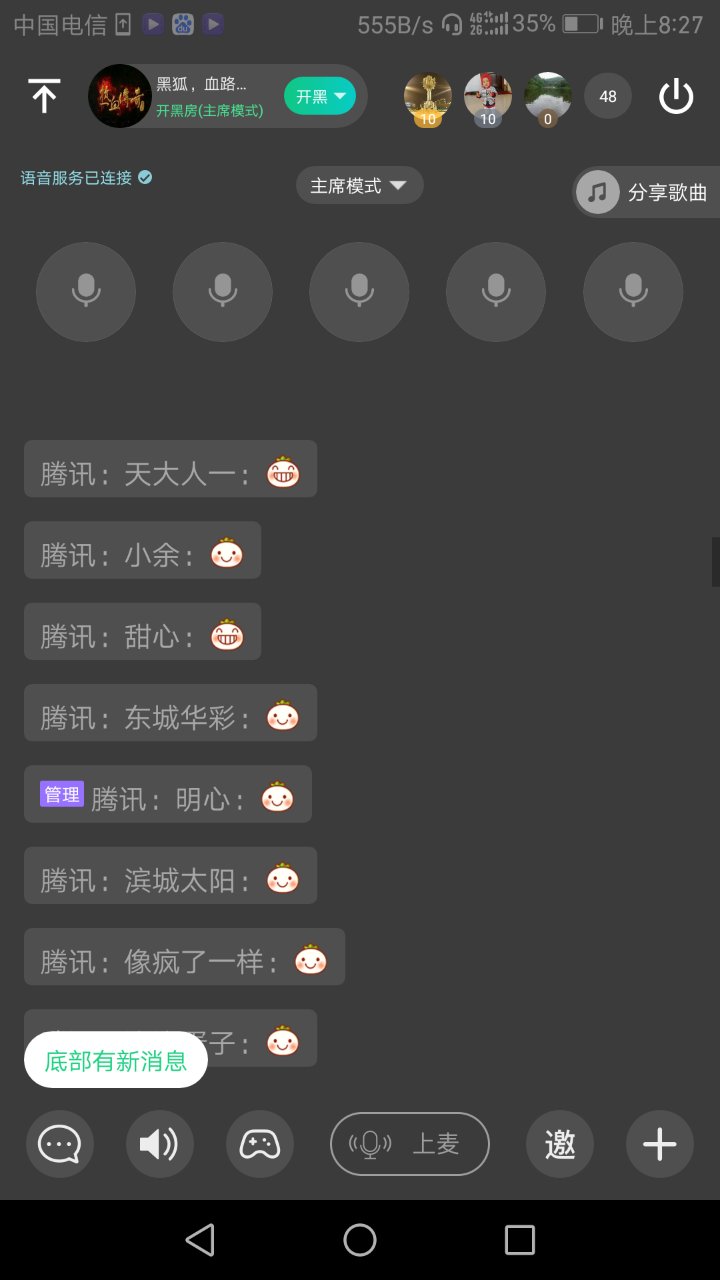 中国电信 555B/s 4G 2G 35% 晚上8:27
黑狐，血路...
开黑房(主席模式)
开黑
10
10
0
48
语音服务已连接
主席模式
分享歌曲
腾讯：天大人一：
腾讯：小余：
腾讯：甜心：
腾讯：东城华彩：
管理 腾讯：明心：
腾讯：滨城太阳：
腾讯：像疯了一样：
子：
底部有新消息
上麦
邀